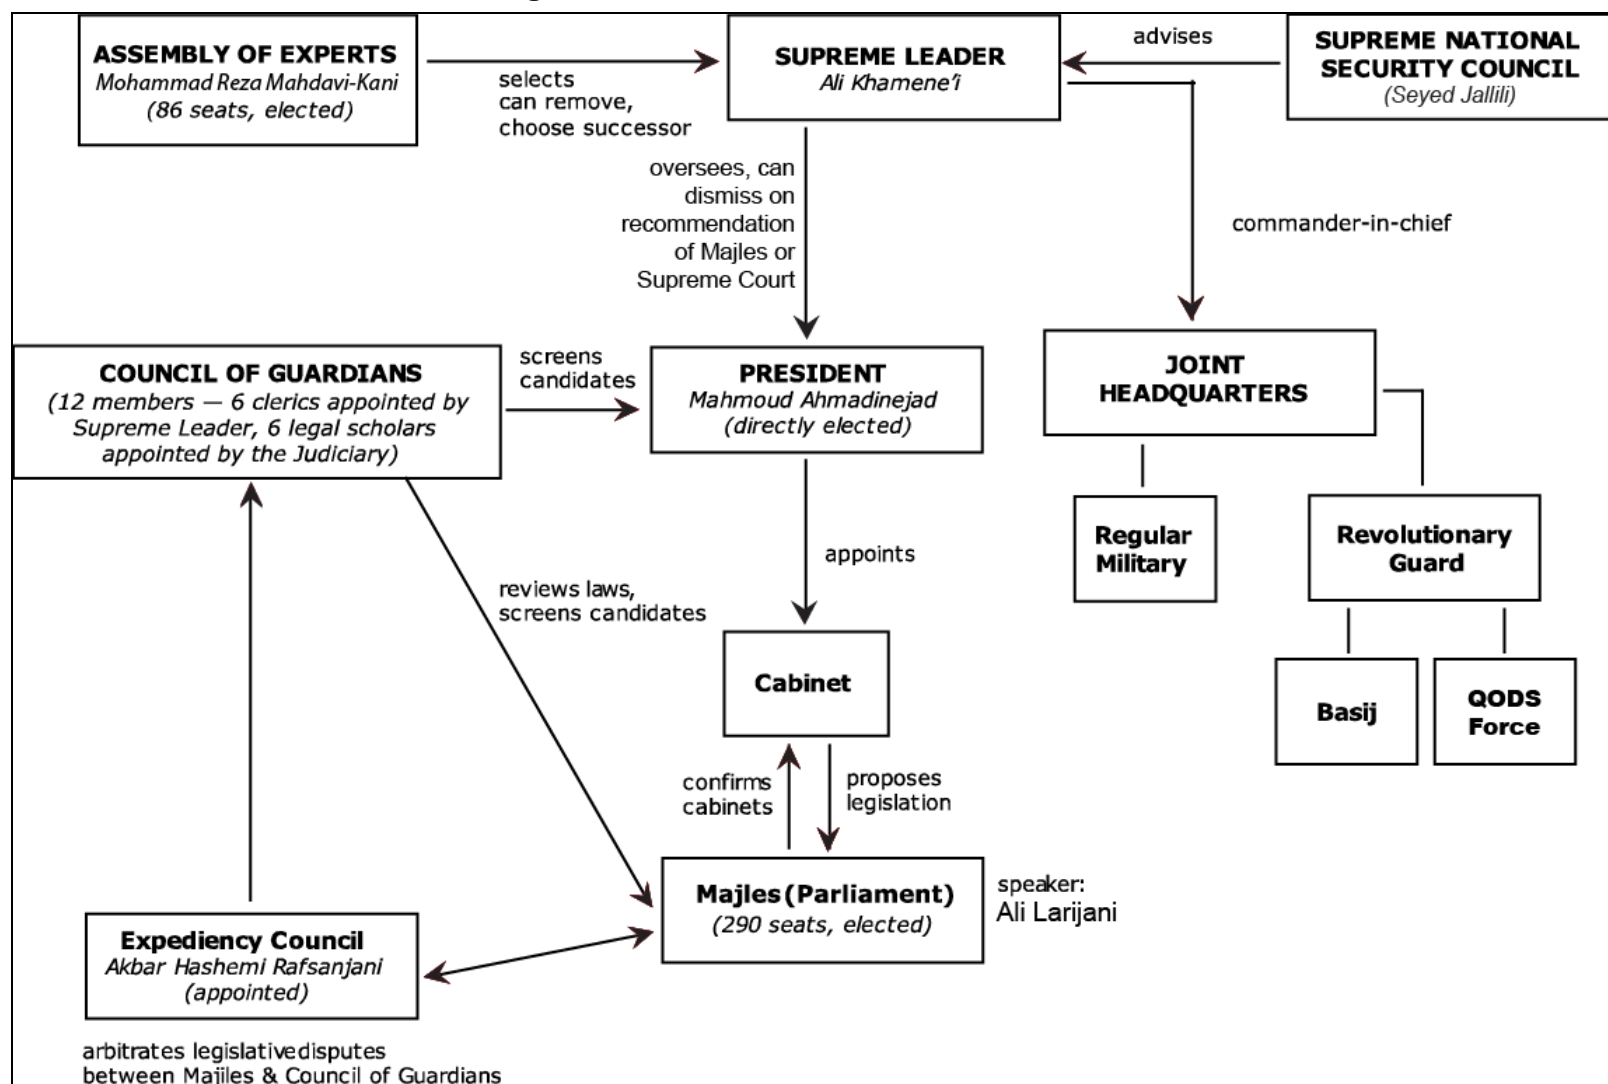 ASSEMBLY OF EXPERTS
Mohammad Reza Mahdavi-Kani
(86 seats, elected)
selects
can remove,
choose successor
SUPREME LEADER
Ali Khamene'i
advises
SUPREME NATIONAL
SECURITY COUNCIL
(Seyed Jallili)
oversees, can
dismiss on
recommendation
of Majles or
Supreme Court
commander-in-chief
COUNCIL OF GUARDIANS
(12 members — 6 clerics appointed by
Supreme Leader, 6 legal scholars
appointed by the Judiciary)
screens
candidates
PRESIDENT
Mahmoud Ahmadinejad
(directly elected)
JOINT
HEADQUARTERS
Regular
Military
Revolutionary
Guard
appoints
reviews laws,
screens candidates
Cabinet
Basij
QODS
Force
confirms
cabinets
proposes
legislation
Majles (Parliament)
(290 seats, elected)
speaker:
Ali Larijani
Expediency Council
Akbar Hashemi Rafsanjani
(appointed)
arbitrates legislativedisputes
between Majiles & Council of Guardians